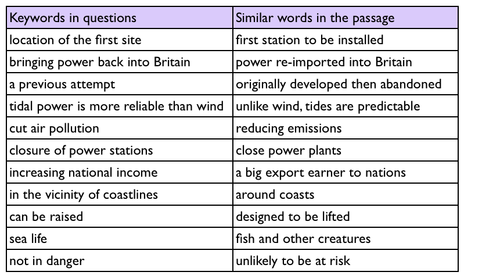 Keywords in questions Similar words in the passage
location of the first site first station to be installed
bringing power back into Britain power re-imported into Britain
a previous attempt originally developed then abandoned
tidal power is more reliable than wind unlike wind, tides are predictable
cut air pollution reducing emissions
closure of power stations close power plants
increasing national income a big export earner to nations
in the vicinity of coastlines around coasts
can be raised designed to be lifted
sea life fish and other creatures
not in danger unlikely to be at risk